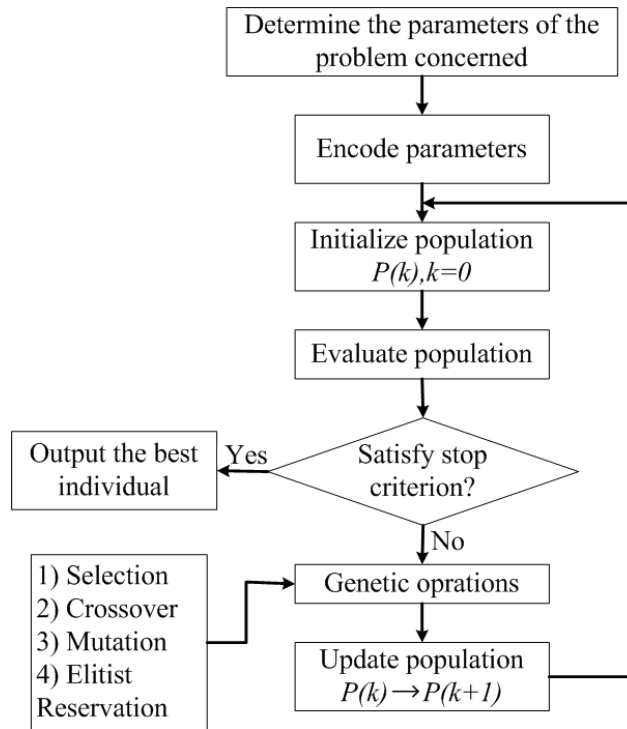 Determine the parameters of the
problem concerned
Encode parameters
Initialize population
P(k),k=0
Evaluate population
Satisfy stop
criterion?
Yes
Output the best
individual
No
Genetic oprations
1) Selection
2) Crossover
3) Mutation
4) Elitist
Reservation
Update population
P(k)→P(k+1)